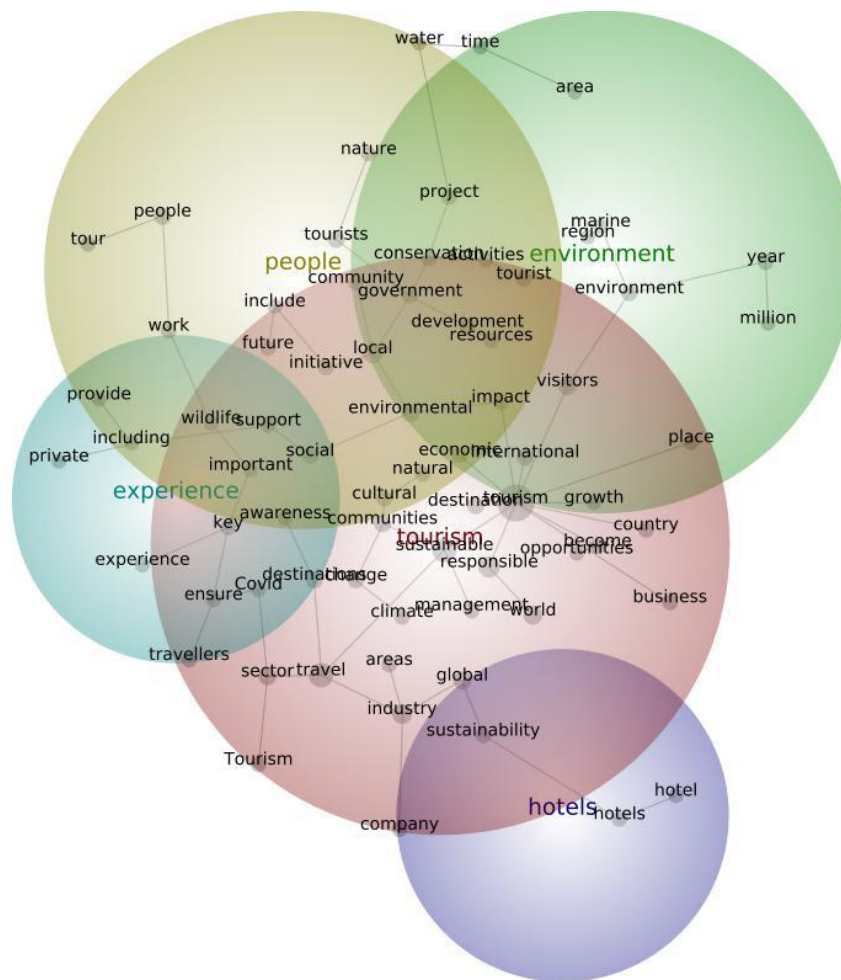 water
time
area
nature
project
people
tour
marine
region
tourists
conservation
activities
environment
people
year
tourist
community
government
environment
include
development
million
work
resources
future
local
initiative
visitors
provide
impact
environmental
wildlife
support
including
place
private
social
economic
international
important
natural
experience
cultural
destination
tourism
growth
awareness
communities
key
country
tourism
sustainable
become
opportunities
experience
responsible
destinations
change
Covid
ensure
business
climate
management
world
travellers
areas
sector
travel
global
industry
sustainability
Tourism
hotel
hotels
hotels
company